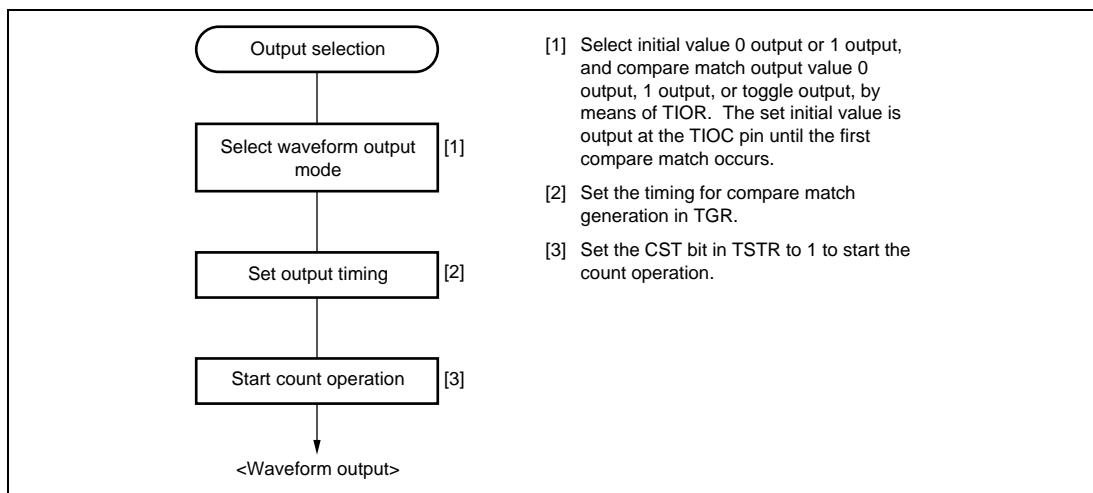 Output selection
Select waveform output
mode
[1]
Set output timing
[2]
Start count operation
[3]
<Waveform output>
[1] Select initial value 0 output or 1 output,
and compare match output value 0
output, 1 output, or toggle output, by
means of TIOR. The set initial value is
output at the TIOC pin until the first
compare match occurs.
[2] Set the timing for compare match
generation in TGR.
[3] Set the CST bit in TSTR to 1 to start the
count operation.